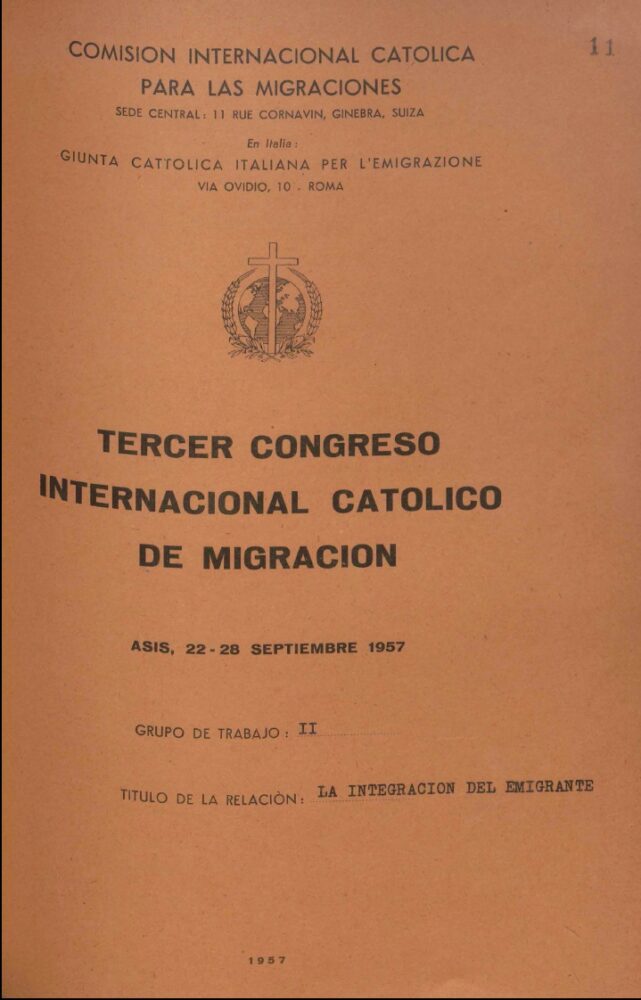 11
COMISION INTERNACIONAL CATOLICA
PARA LAS MIGRACIONES
SEDE CENTRAL: 11 RUE CORNAVIN, GINEBRA, SUIZA
En Italia:
GIUNTA CATTOLICA ITALIANA PER L'EMIGRAZIONE
VIA OVIDIO, 10 - ROMA
TERCER CONGRESO
INTERNACIONAL CATOLICO
DE MIGRACION
ASIS, 22-28 SEPTIEMBRE 1957
GRUPO DE TRABAJO: II
TITULO DE LA RELACIÒN: LA INTEGRACION DEL EMIGRANTE
1957